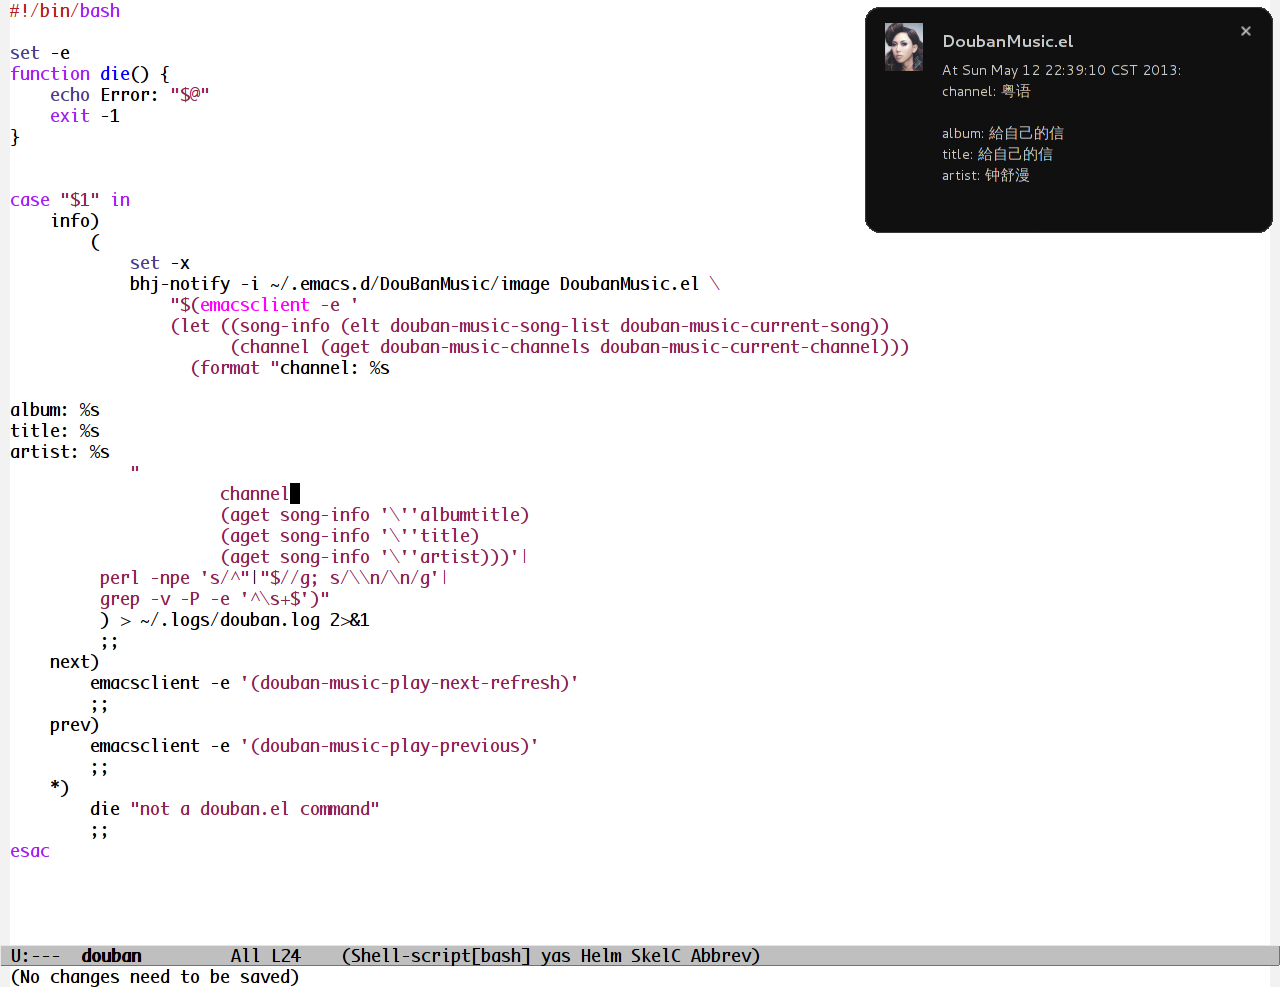 #!/bin/bash
set -e
function die() {
    echo Error: "$@"
    exit -1
}
case "$1" in
    info)
        (
            set -x
            bhj-notify -i ~/.emacs.d/DouBanMusic/image DoubanMusic.el \
                "$(emacsclient -e '
                (let ((song-info (elt douban-music-song-list douban-music-current-song))
                      (channel (aget douban-music-channels douban-music-current-channel)))
                  (format "channel: %s
album: %s
title: %s
artist: %s
            "
                     channel
                     (aget song-info '\''albumtitle)
                     (aget song-info '\''title)
                     (aget song-info '\''artist)))'|
         perl -npe 's/^"|"$//g; s/\\n/\n/g'|
         grep -v -P -e '^\s+$')"
         ) > ~/.logs/douban.log 2>&1
         ;;
    next)
        emacsclient -e '(douban-music-play-next-refresh)'
        ;;
    prev)
        emacsclient -e '(douban-music-play-previous)'
        ;;
    *)
        die "not a douban.el command"
        ;;
esac
DoubanMusic.el
×
At Sun May 12 22:39:10 CST 2013:
channel: 粤语
album: 給自己的信
title: 給自己的信
artist: 钟舒漫
U:---  douban         All L24    (Shell-script[bash] yas Helm SkelC Abbrev)
(No changes need to be saved)